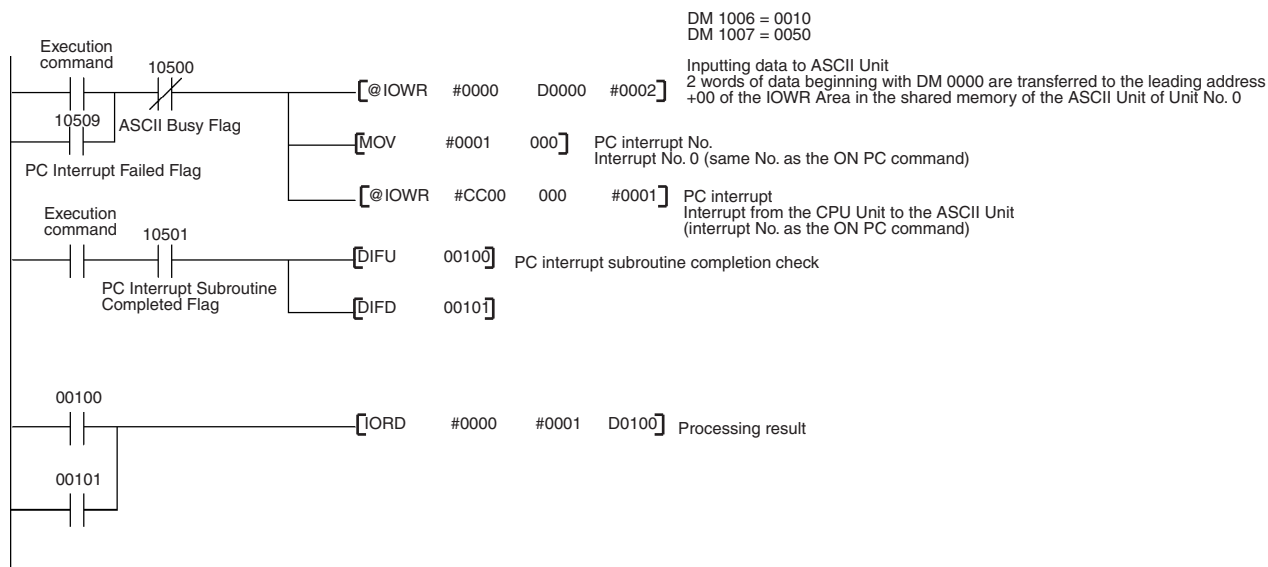 DM 1006 = 0010
DM 1007 = 0050
Execution
command
10500
Inputting data to ASCII Unit
2 words of data beginning with DM 0000 are transferred to the leading address
+00 of the IOWR Area in the shared memory of the ASCII Unit of Unit No. 0
[@IOWR #0000 D0000 #0002]
10509
ASCII Busy Flag
PC Interrupt Failed Flag
[MOV #0001 000]
PC interrupt No.
Interrupt No. 0 (same No. as the ON PC command)
[@IOWR #CC00 000 #0001]
PC interrupt
Interrupt from the CPU Unit to the ASCII Unit
(interrupt No. as the ON PC command)
Execution
command
10501
[DIFU 00100]
PC interrupt subroutine completion check
PC Interrupt Subroutine
Completed Flag
[DIFD 00101]
00100
[IORD #0000 #0001 D0100]
Processing result
00101